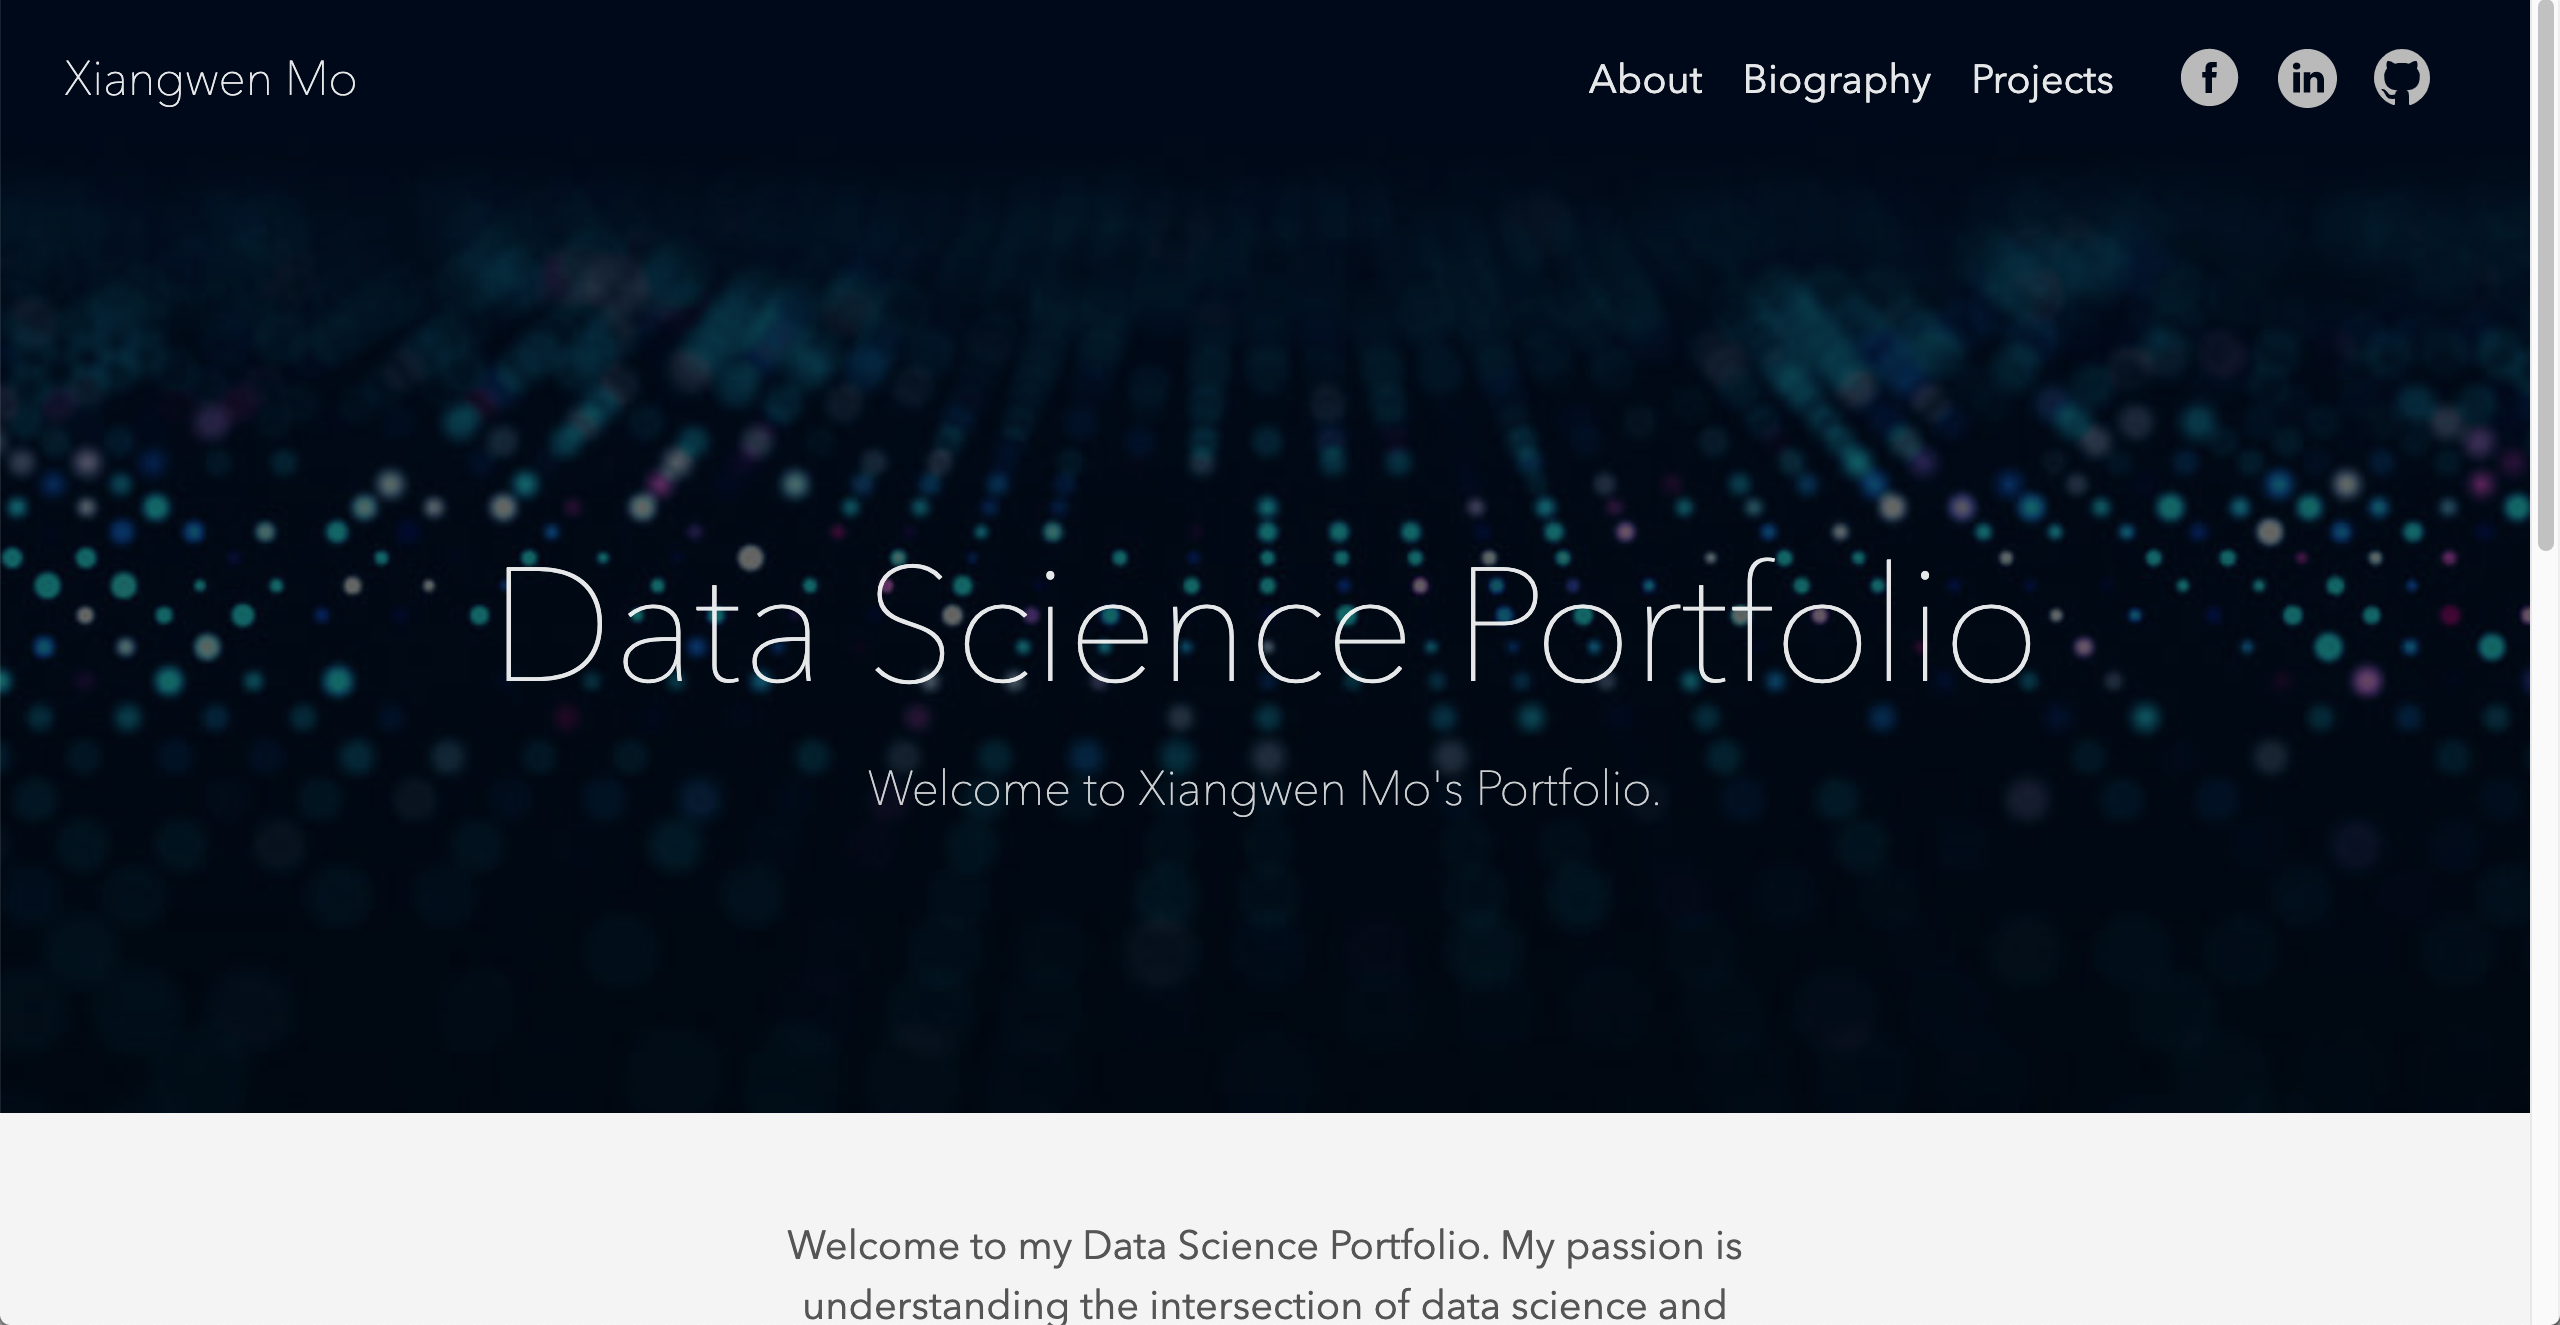 Xiangwen Mo
About Biography Projects
Data Science Portfolio
Welcome to Xiangwen Mo's Portfolio.
Welcome to my Data Science Portfolio. My passion is
understanding the intersection of data science and